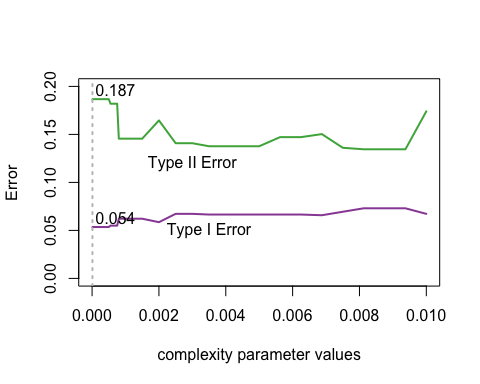 0.187
0.20
0.15
Type II Error
0.10
0.054
Type I Error
0.05
0.00
Error
0.000 0.002 0.004 0.006 0.008 0.010
complexity parameter values